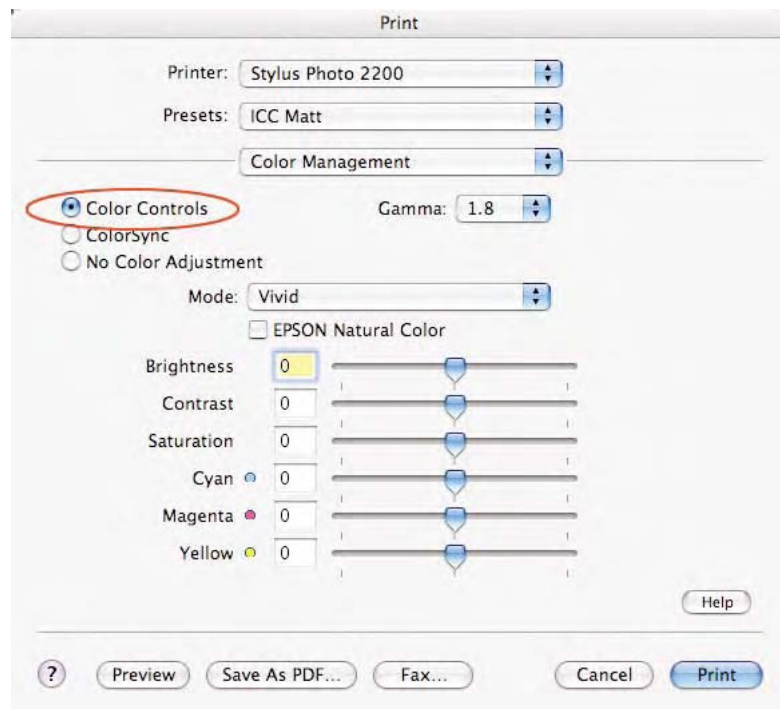 Print
Printer: Stylus Photo 2200
Presets: ICC Matt
Color Management
Color Controls Gamma: 1.8
ColorSync
No Color Adjustment
Mode: Vivid
EPSON Natural Color
Brightness 0
Contrast 0
Saturation 0
Cyan 0
Magenta 0
Yellow 0
Help
? Preview Save As PDF... Fax... Cancel Print